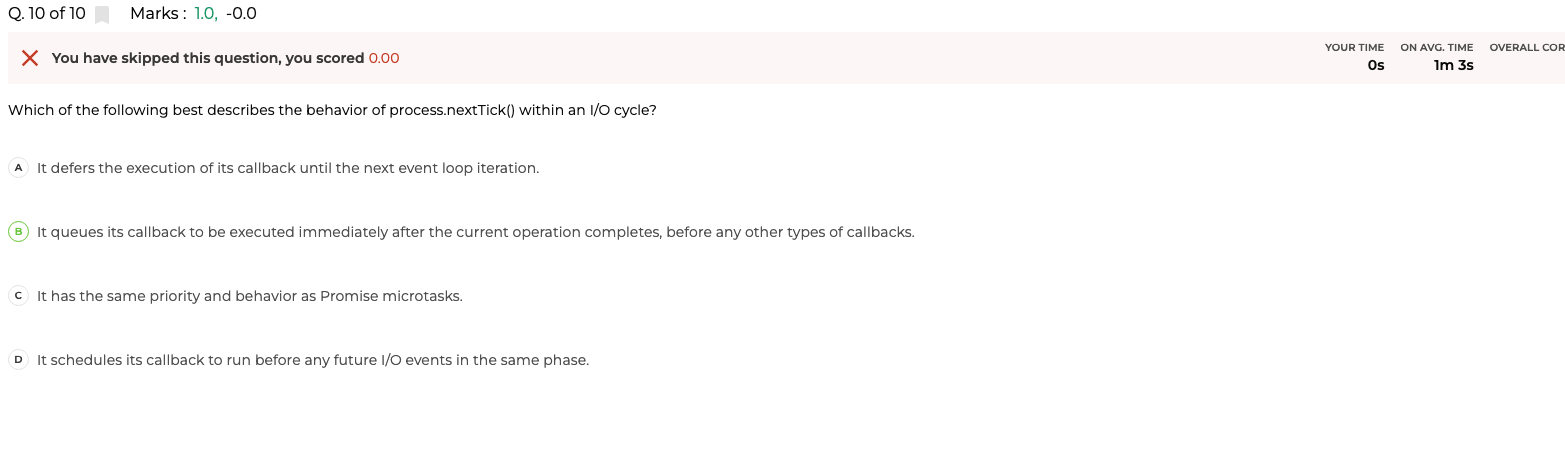 Q. 10 of 10 Marks : 1.0, -0.0
You have skipped this question, you scored 0.00
YOUR TIME ON AVG. TIME OVERALL COR
0s 1m 3s
Which of the following best describes the behavior of process.nextTick() within an I/O cycle?
A It defers the execution of its callback until the next event loop iteration.
B It queues its callback to be executed immediately after the current operation completes, before any other types of callbacks.
C It has the same priority and behavior as Promise microtasks.
D It schedules its callback to run before any future I/O events in the same phase.